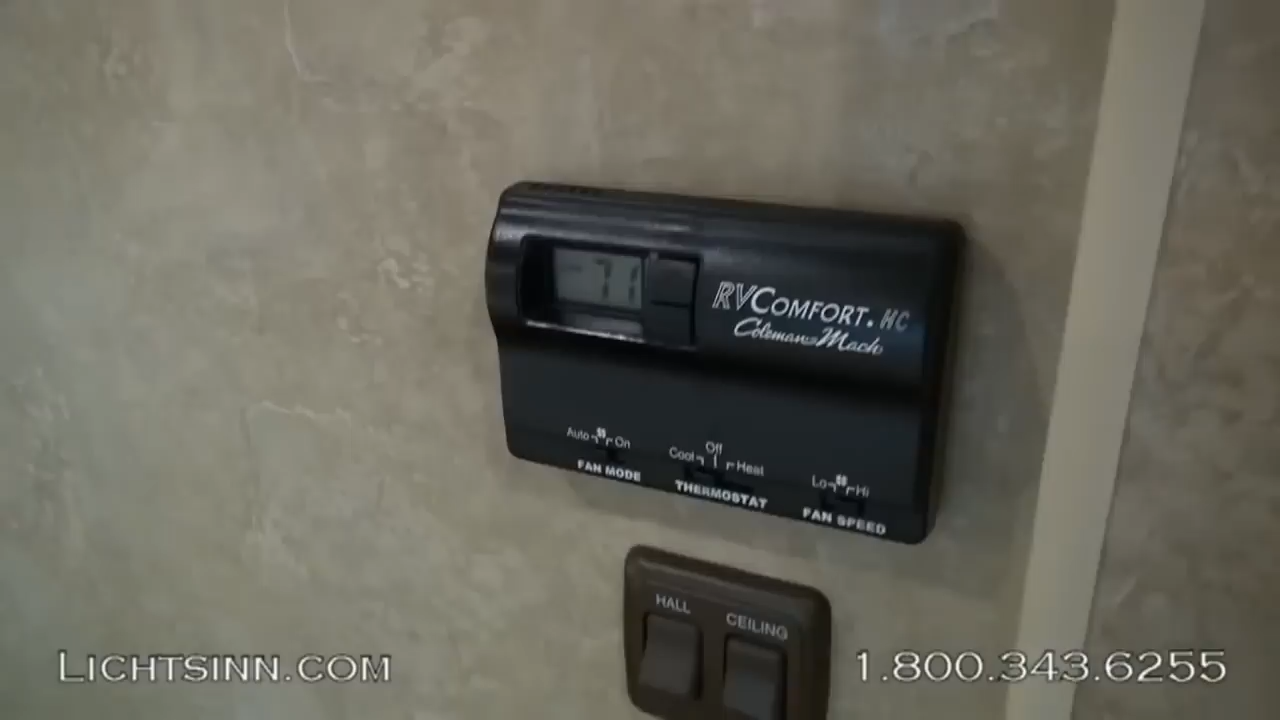 71
RVCOMFORT. HC
Coleman-Mach
Auto On
FAN MODE
Off
Cool Heat
THERMOSTAT
Lo Hi
FAN SPEED
HALL CEILING
LICHTSINN.COM 1.800.343.6255